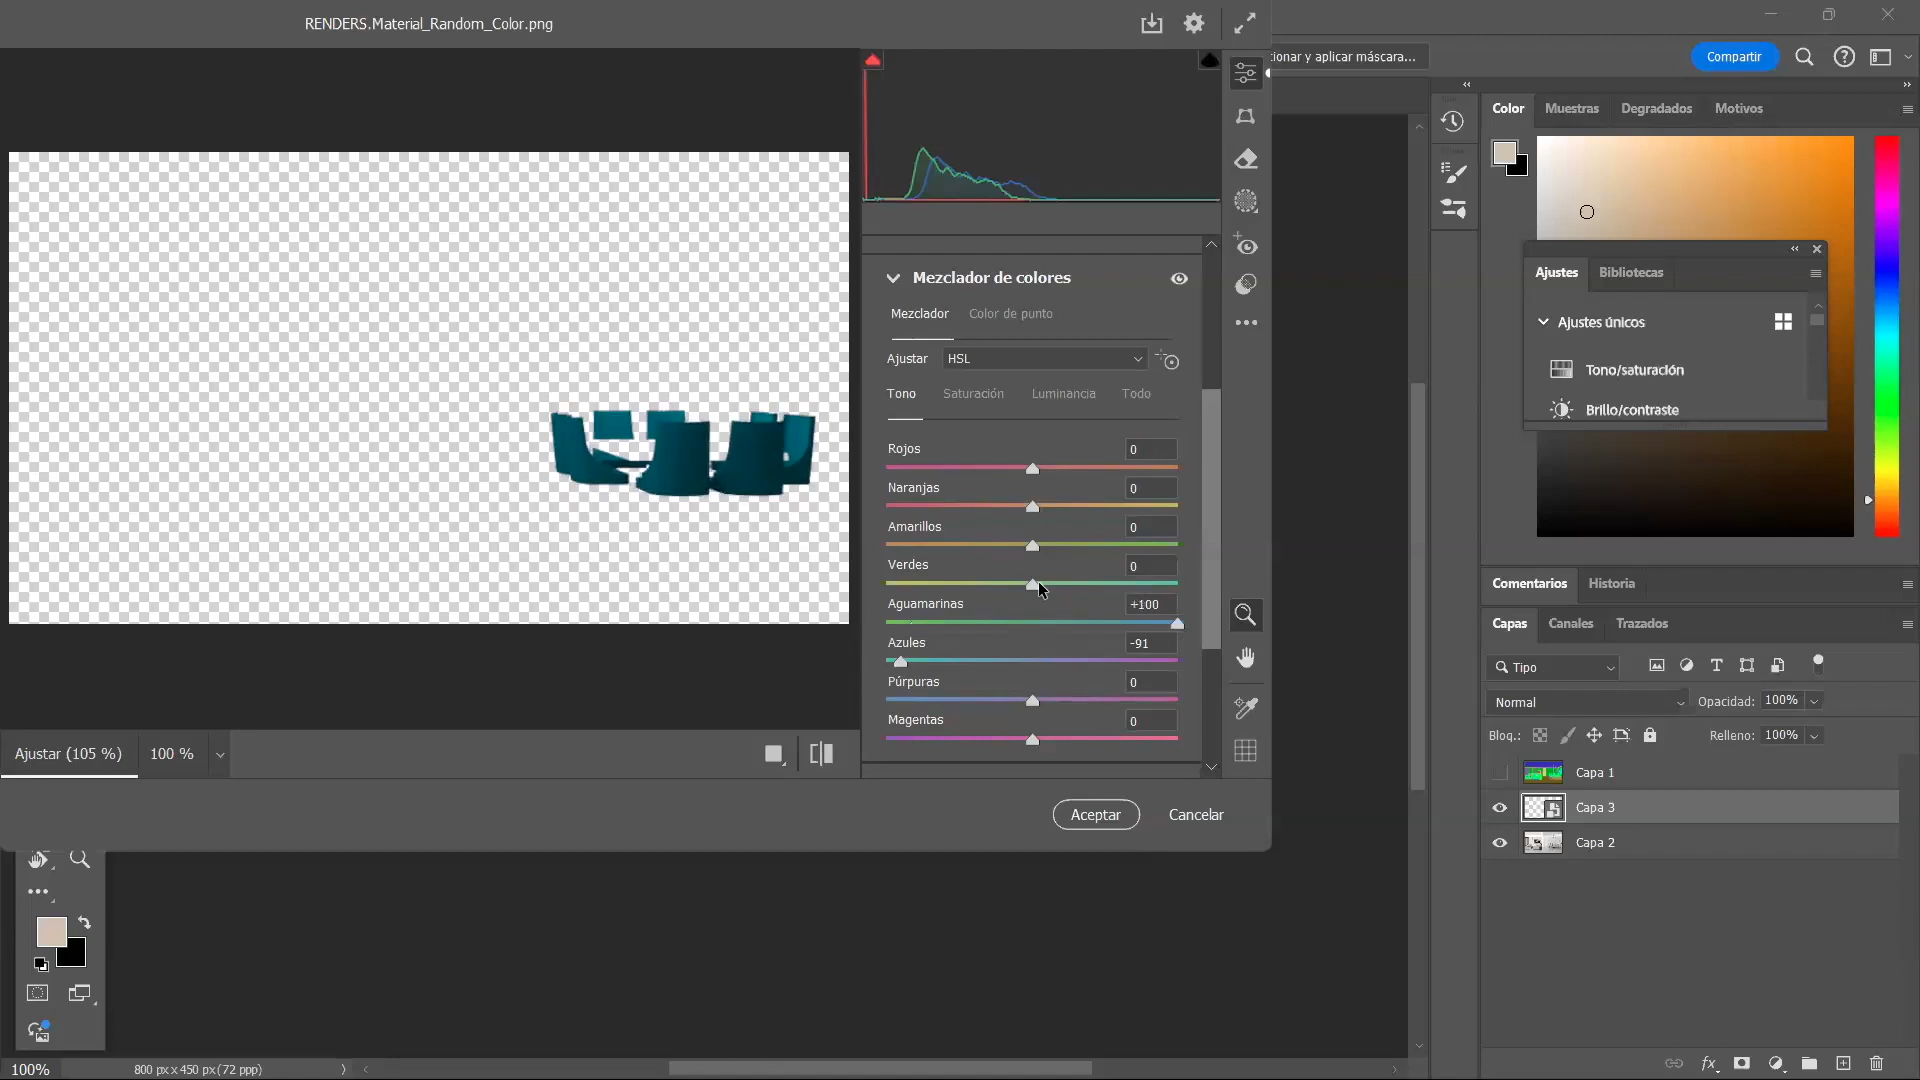 RENDERS.Material_Random_Color.png
cionar y aplicar máscara...
Compartir
Color
Muestras
Degradados
Motivos
Mezclador de colores
Mezclador
Color de punto
Ajustar
HSL
Tono
Saturación
Luminancia
Todo
Rojos
0
Naranjas
0
Amarillos
0
Verdes
0
Aguamarinas
+100
Azules
-91
Púrpuras
0
Magentas
0
Ajustar (105 %)
100 %
Aceptar
Cancelar
Ajustes
Bibliotecas
Ajustes únicos
Tono/saturación
Brillo/contraste
Comentarios
Historia
Capas
Canales
Trazados
Tipo
Normal
Opacidad:
100%
Bloq.:
Relleno:
100%
Capa 1
Capa 3
Capa 2
fx
100%
800 px x 450 px (72 ppp)